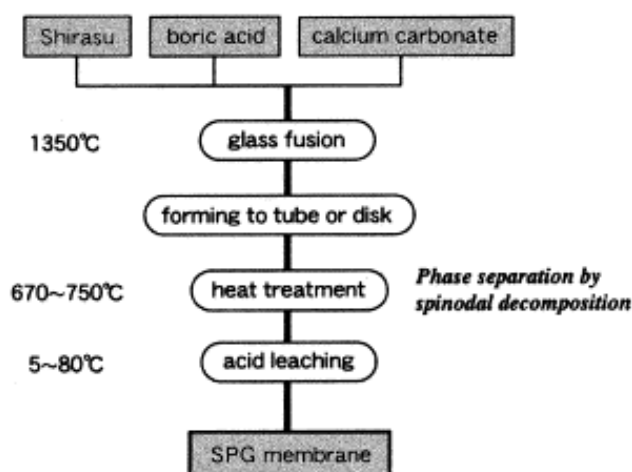 Shirasu
boric acid
calcium carbonate
1350℃
glass fusion
forming to tube or disk
670~750℃
heat treatment
Phase separation by
spinodal decomposition
5~80℃
acid leaching
SPG membrane